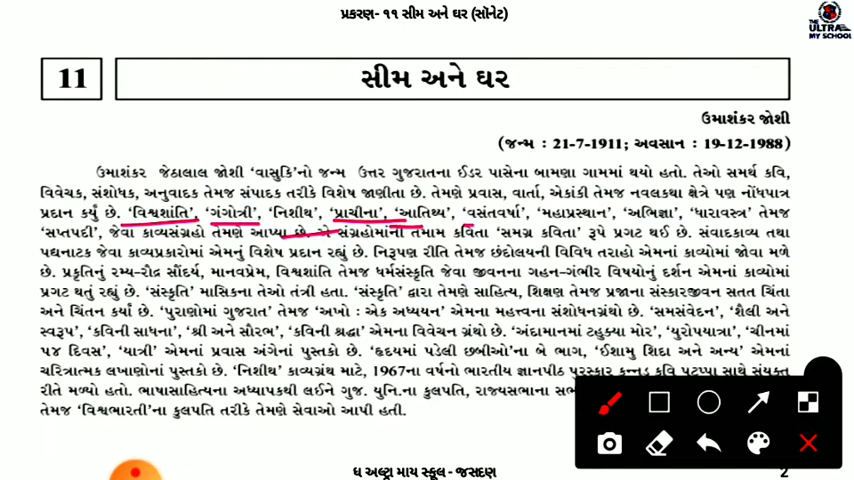 પ્રકરણ- ૧૧ સીમ અને ઘર (સૉનેટ)
THE
ULTRA
MY SCHOOL
11
સીમ અને ઘર
ઉમાશંકર જોશી
(જન્મ : 21-7-1911; અવસાન : 19-12-1988)
ઉમાશંકર જેઠાલાલ જોશી ‘વાસુકિ’નો જન્મ ઉત્તર ગુજરાતના ઈડર પાસેના બામણા ગામમાં થયો હતો. તેઓ સમર્થ કવિ,
વિવેચક, સંશોધક, અનુવાદક તેમજ સંપાદક તરીકે વિશેષ જાણીતા છે. તેમણે પ્રવાસ, વાર્તા, એકાંકી તેમજ નવલકથા ક્ષેત્રે પણ નોંધપાત્ર
પ્રદાન કર્યું છે. ‘વિશ્વશાંતિ’, ‘ગંગોત્રી’, ‘નિશીથ’, ‘પ્રાચીના’, ‘આતિથ્ય’, ‘વસંતવર્ષા’, ‘મહાપ્રસ્થાન’, ‘અભિજ્ઞા’, ‘ધારાવસ્ત્ર’ તેમજ
‘સપ્તપદી’, જેવા કાવ્યસંગ્રહો તેમણે આપ્યા છે. એ સંગ્રહોમાંની તમામ કવિતા ‘સમગ્ર કવિતા’ રૂપે પ્રગટ થઈ છે. સંવાદકાવ્ય તથા
પદ્યનાટક જેવા કાવ્યપ્રકારોમાં એમનું વિશેષ પ્રદાન રહ્યું છે. નિરૂપણ રીતિ તેમજ છંદોલયની વિવિધ તરાહો એમનાં કાવ્યોમાં જોવા મળે
છે. પ્રકૃતિનું રમ્ય-રૌદ્ર સૌંદર્ય, માનવપ્રેમ, વિશ્વશાંતિ તેમજ ધર્મસંસ્કૃતિ જેવા જીવનના ગહન-ગંભીર વિષયોનું દર્શન એમનાં કાવ્યોમાં
પ્રગટ થતું રહ્યું છે. ‘સંસ્કૃતિ’ માસિકના તેઓ તંત્રી હતા. ‘સંસ્કૃતિ’ દ્વારા તેમણે સાહિત્ય, શિક્ષણ તેમજ પ્રજાના સંસ્કારજીવન સતત ચિંતા
અને ચિંતન કર્યાં છે. ‘પુરાણોમાં ગુજરાત’ તેમજ ‘અખો : એક અધ્યયન’ એમના મહત્ત્વના સંશોધનગ્રંથો છે. ‘સમસંવેદન’, ‘શૈલી અને
સ્વરૂપ’, ‘કવિની સાધના’, ‘શ્રી અને સૌરભ’, ‘કવિની શ્રદ્ધા’ એમના વિવેચન ગ્રંથો છે. ‘અંદામાનમાં ટહુક્યા મોર’, ‘યુરોપયાત્રા’, ‘ચીનમાં
૫૪ દિવસ’, ‘યાત્રી’ એમનાં પ્રવાસ અંગેનાં પુસ્તકો છે. ‘હૃદયમાં પડેલી છબીઓ’ના બે ભાગ, ‘ઈશામુ શિદા અને અન્ય’ એમનાં
ચરિત્રાત્મક લખાણોનાં પુસ્તકો છે. ‘નિશીથ’ કાવ્યગ્રંથ માટે, 1967ના વર્ષનો ભારતીય જ્ઞાનપીઠ પુરસ્કાર કન્નડ કવિ પટપ્પા સાથે સંયુક્ત
રીતે મળ્યો હતો. ભાષાસાહિત્યના અધ્યાપકથી લઈને ગુજ. યુનિ.ના કુલપતિ, રાજ્યસભાના
તેમજ ‘વિશ્વભારતી’ના કુલપતિ તરીકે તેમણે સેવાઓ આપી હતી.
ધ અલ્ટ્રા માય સ્કૂલ - જસદણ
2